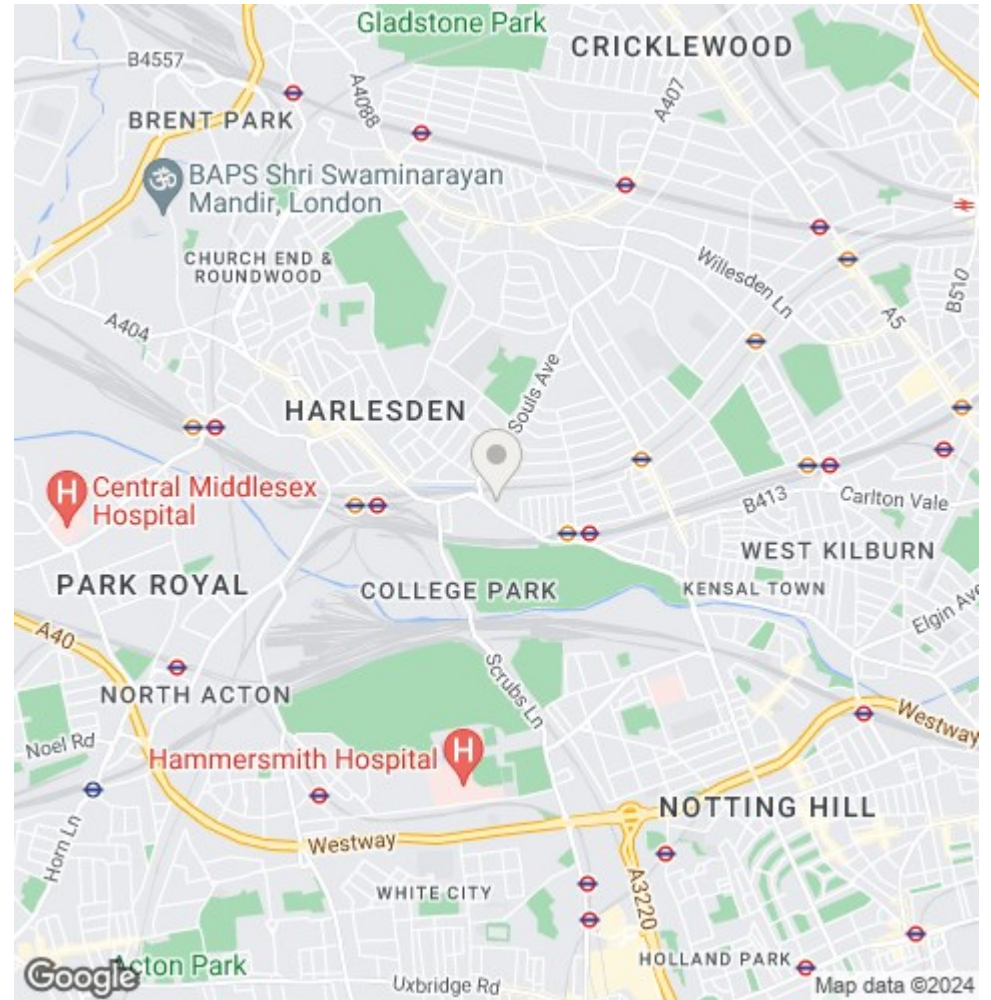 Gladstone Park
CRICKLEWOOD
B4557
A4088
A407
BRENT PARK
BAPS Shri Swaminarayan
Mandir, London
CHURCH END &
ROUNDWOOD
Willesden Ln
B510
A404
A5
Souls Ave
HARLESDEN
H
Central Middlesex
Hospital
B413
Carlton Vale
WEST KILBURN
PARK ROYAL
COLLEGE PARK
KENSAL TOWN
Elgin Ave
A40
Scrubs Ln
NORTH ACTON
Noel Rd
Westway
Hammersmith Hospital
H
NOTTING HILL
Horn Ln
Westway
WHITE CITY
A3220
HOLLAND PARK
Acton Park
Google
Uxbridge Rd
Map data ©2024